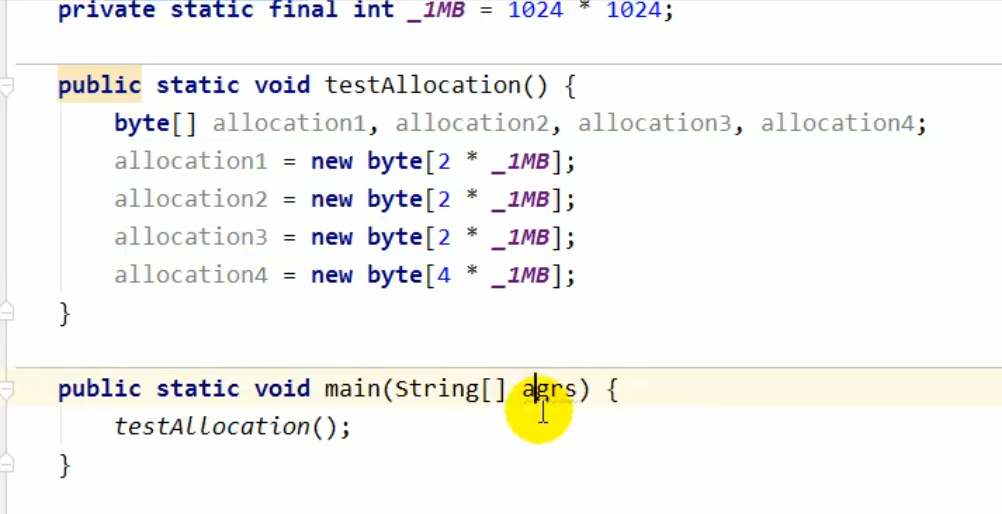 private static final int _1MB = 1024 * 1024;
public static void testAllocation() {
byte[] allocation1, allocation2, allocation3, allocation4;
allocation1 = new byte[2 * _1MB];
allocation2 = new byte[2 * _1MB];
allocation3 = new byte[2 * _1MB];
allocation4 = new byte[4 * _1MB];
}
public static void main(String[] agrs) {
testAllocation();
}